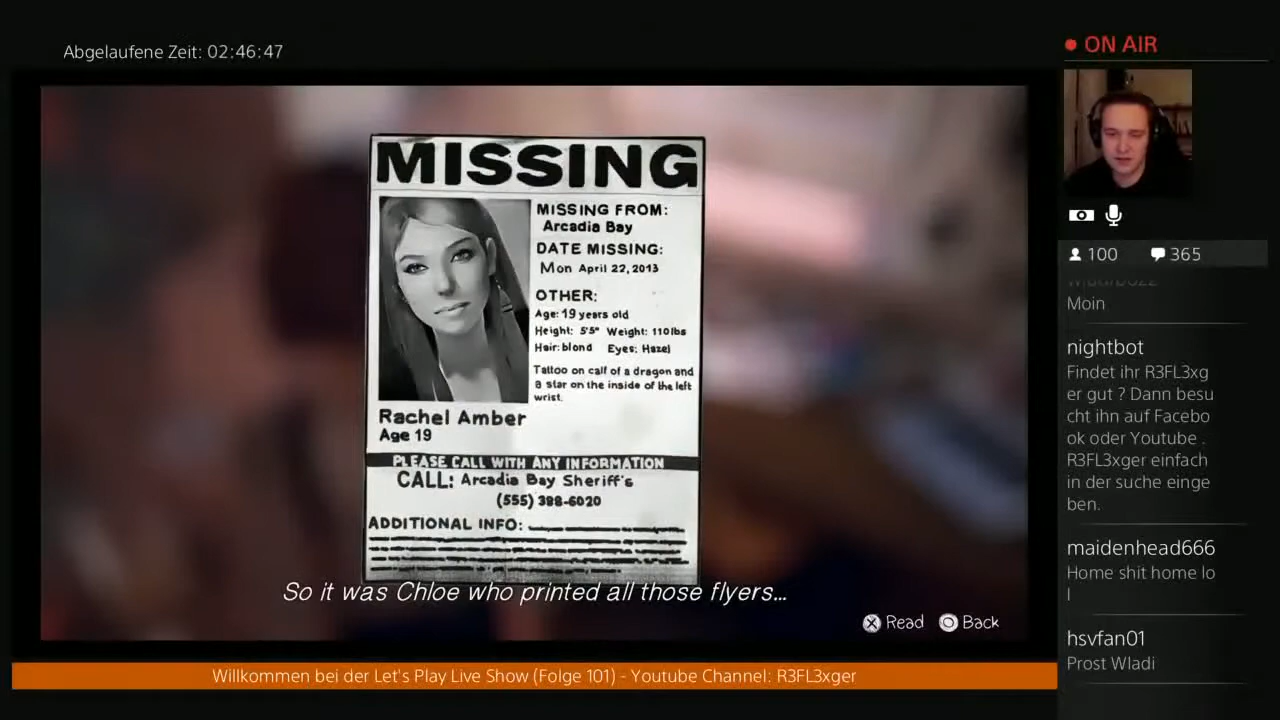 Abgelaufene Zeit: 02:46:47
MISSING
MISSING FROM:
Arcadia Bay
DATE MISSING:
Mon April 22, 2013
OTHER:
Age: 19 years old
Height: 5'5" Weight: 110lbs
Hair: blond Eyes: Hazel
Tattoo on calf of a dragon and
a star on the inside of the left
wrist.
Rachel Amber
Age 19
PLEASE CALL WITH ANY INFORMATION
CALL: Arcadia Bay Sheriff's
(555) 398-6020
ADDITIONAL INFO:
So it was Chloe who printed all those flyers...
Read Back
Willkommen bei der Let's Play Live Show (Folge 101) - Youtube Channel: R3FL3xger
ON AIR
100 365
Moin
nightbot
Findet ihr R3FL3xg
er gut ? Dann besu
cht ihn auf Facebo
ok oder Youtube .
R3FL3xger einfach
in der suche einge
ben.
maidenhead666
Home shit home lo
l
hsvfan01
Prost Wladi